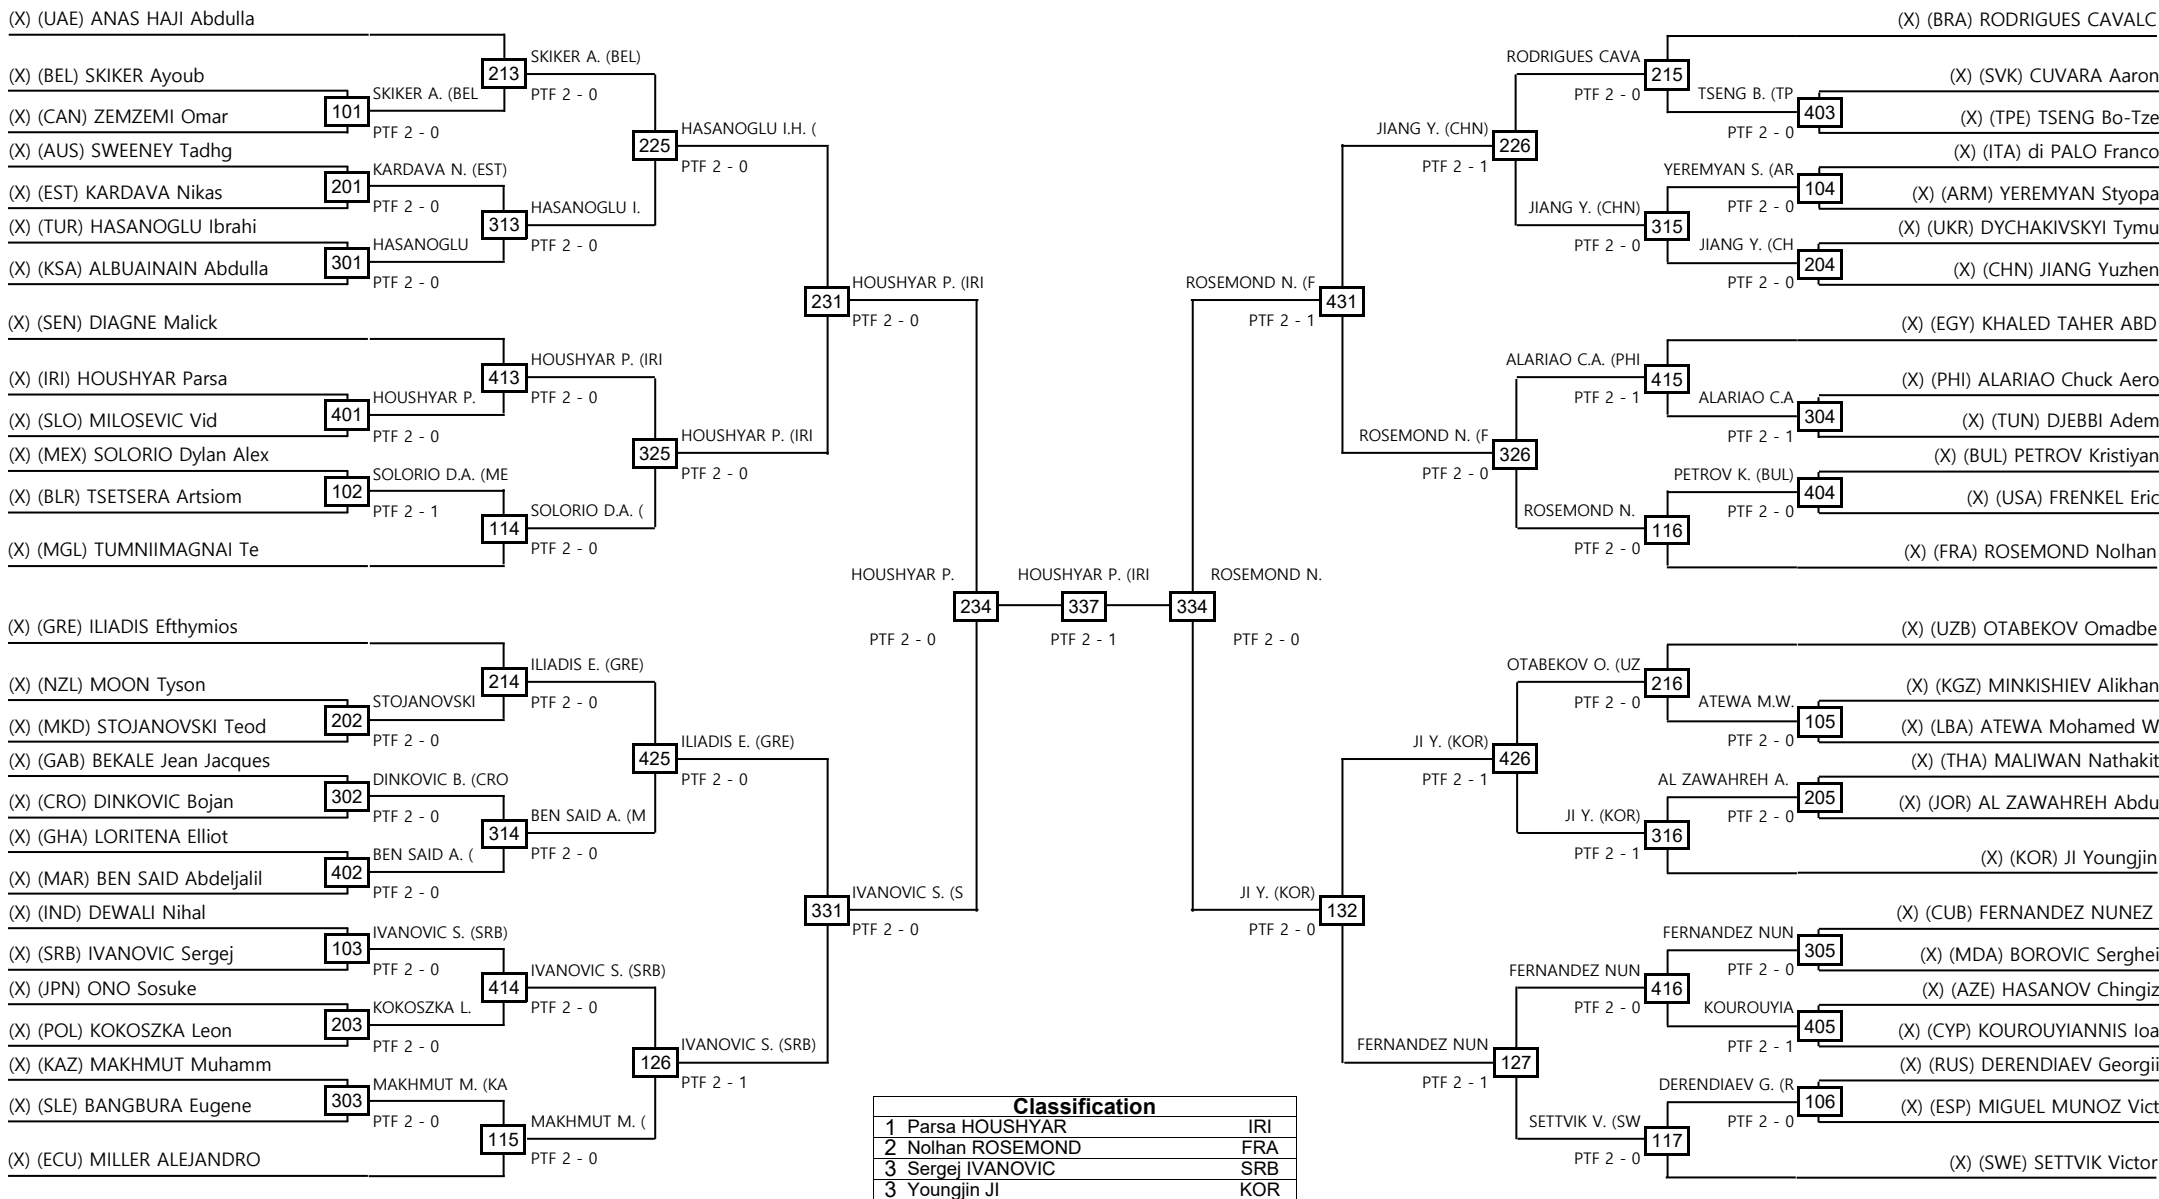 (X) (UAE) ANAS HAJI Abdulla
(X) (BEL) SKIKER Ayoub
(X) (CAN) ZEMZEMI Omar
(X) (AUS) SWEENEY Tadhg
(X) (EST) KARDAVA Nikas
(X) (TUR) HASANOGLU Ibrahi
(X) (KSA) ALBUAINAIN Abdulla
(X) (SEN) DIAGNE Malick
(X) (IRI) HOUSHYAR Parsa
(X) (SLO) MILOSEVIC Vid
(X) (MEX) SOLORIO Dylan Alex
(X) (BLR) TSETSERA Artsiom
(X) (MGL) TUMNIIMAGNAI Te
(X) (GRE) ILIADIS Efthymios
(X) (NZL) MOON Tyson
(X) (MKD) STOJANOVSKI Teod
(X) (GAB) BEKALE Jean Jacques
(X) (CRO) DINKOVIC Bojan
(X) (GHA) LORITENA Elliot
(X) (MAR) BEN SAID Abdeljalil
(X) (IND) DEWALI Nihal
(X) (SRB) IVANOVIC Sergej
(X) (JPN) ONO Sosuke
(X) (POL) KOKOSZKA Leon
(X) (KAZ) MAKHMUT Muhamm
(X) (SLE) BANGBURA Eugene
(X) (ECU) MILLER ALEJANDRO
101
SKIKER A. (BEL
PTF 2 - 0
201
KARDAVA N. (EST)
PTF 2 - 0
301
HASANOGLU
PTF 2 - 0
401
HOUSHYAR P.
PTF 2 - 0
102
SOLORIO D.A. (ME
PTF 2 - 1
202
STOJANOVSKI
PTF 2 - 0
302
DINKOVIC B. (CRO
PTF 2 - 0
402
BEN SAID A. (
PTF 2 - 0
103
IVANOVIC S. (SRB)
PTF 2 - 0
203
KOKOSZKA L.
PTF 2 - 0
303
MAKHMUT M. (KA
PTF 2 - 0
213
SKIKER A. (BEL)
PTF 2 - 0
313
HASANOGLU I.
PTF 2 - 0
413
HOUSHYAR P. (IRI
PTF 2 - 0
114
SOLORIO D.A. (
PTF 2 - 0
214
ILIADIS E. (GRE)
PTF 2 - 0
314
BEN SAID A. (M
PTF 2 - 0
414
IVANOVIC S. (SRB)
PTF 2 - 0
115
MAKHMUT M. (
PTF 2 - 0
225
HASANOGLU I.H. (
PTF 2 - 0
325
HOUSHYAR P. (IRI
PTF 2 - 0
425
ILIADIS E. (GRE)
PTF 2 - 0
126
IVANOVIC S. (SRB)
PTF 2 - 1
231
HOUSHYAR P. (IRI
PTF 2 - 0
331
IVANOVIC S. (S
PTF 2 - 0
HOUSHYAR P.
234
PTF 2 - 0
HOUSHYAR P. (IRI
337
PTF 2 - 1
ROSEMOND N.
334
PTF 2 - 0
ROSEMOND N. (F
431
PTF 2 - 1
JI Y. (KOR)
132
PTF 2 - 0
JIANG Y. (CHN)
226
PTF 2 - 1
ROSEMOND N. (F
326
PTF 2 - 0
JI Y. (KOR)
426
PTF 2 - 1
FERNANDEZ NUN
127
PTF 2 - 1
RODRIGUES CAVA
215
PTF 2 - 0
JIANG Y. (CHN)
315
PTF 2 - 0
ALARIAO C.A. (PHI
415
PTF 2 - 1
ROSEMOND N.
116
PTF 2 - 0
OTABEKOV O. (UZ
216
PTF 2 - 0
JI Y. (KOR)
316
PTF 2 - 1
FERNANDEZ NUN
416
PTF 2 - 0
SETTVIK V. (SW
117
PTF 2 - 0
TSENG B. (TP
403
PTF 2 - 0
YEREMYAN S. (AR
104
PTF 2 - 0
JIANG Y. (CH
204
PTF 2 - 0
ALARIAO C.A
304
PTF 2 - 1
PETROV K. (BUL)
404
PTF 2 - 0
ATEWA M.W.
105
PTF 2 - 0
AL ZAWAHREH A.
205
PTF 2 - 0
FERNANDEZ NUN
305
PTF 2 - 0
KOUROUYIA
405
PTF 2 - 1
DERENDIAEV G. (R
106
PTF 2 - 0
(X) (BRA) RODRIGUES CAVALC
(X) (SVK) CUVARA Aaron
(X) (TPE) TSENG Bo-Tze
(X) (ITA) di PALO Franco
(X) (ARM) YEREMYAN Styopa
(X) (UKR) DYCHAKIVSKYI Tymu
(X) (CHN) JIANG Yuzhen
(X) (EGY) KHALED TAHER ABD
(X) (PHI) ALARIAO Chuck Aero
(X) (TUN) DJEBBI Adem
(X) (BUL) PETROV Kristiyan
(X) (USA) FRENKEL Eric
(X) (FRA) ROSEMOND Nolhan
(X) (UZB) OTABEKOV Omadbe
(X) (KGZ) MINKISHIEV Alikhan
(X) (LBA) ATEWA Mohamed W
(X) (THA) MALIWAN Nathakit
(X) (JOR) AL ZAWAHREH Abdu
(X) (KOR) JI Youngjin
(X) (CUB) FERNANDEZ NUNEZ
(X) (MDA) BOROVIC Serghei
(X) (AZE) HASANOV Chingiz
(X) (CYP) KOUROUYIANNIS Ioa
(X) (RUS) DERENDIAEV Georgii
(X) (ESP) MIGUEL MUNOZ Vict
(X) (SWE) SETTVIK Victor
Classification
1 Parsa HOUSHYAR IRI
2 Nolhan ROSEMOND FRA
3 Sergej IVANOVIC SRB
3 Youngjin JI KOR